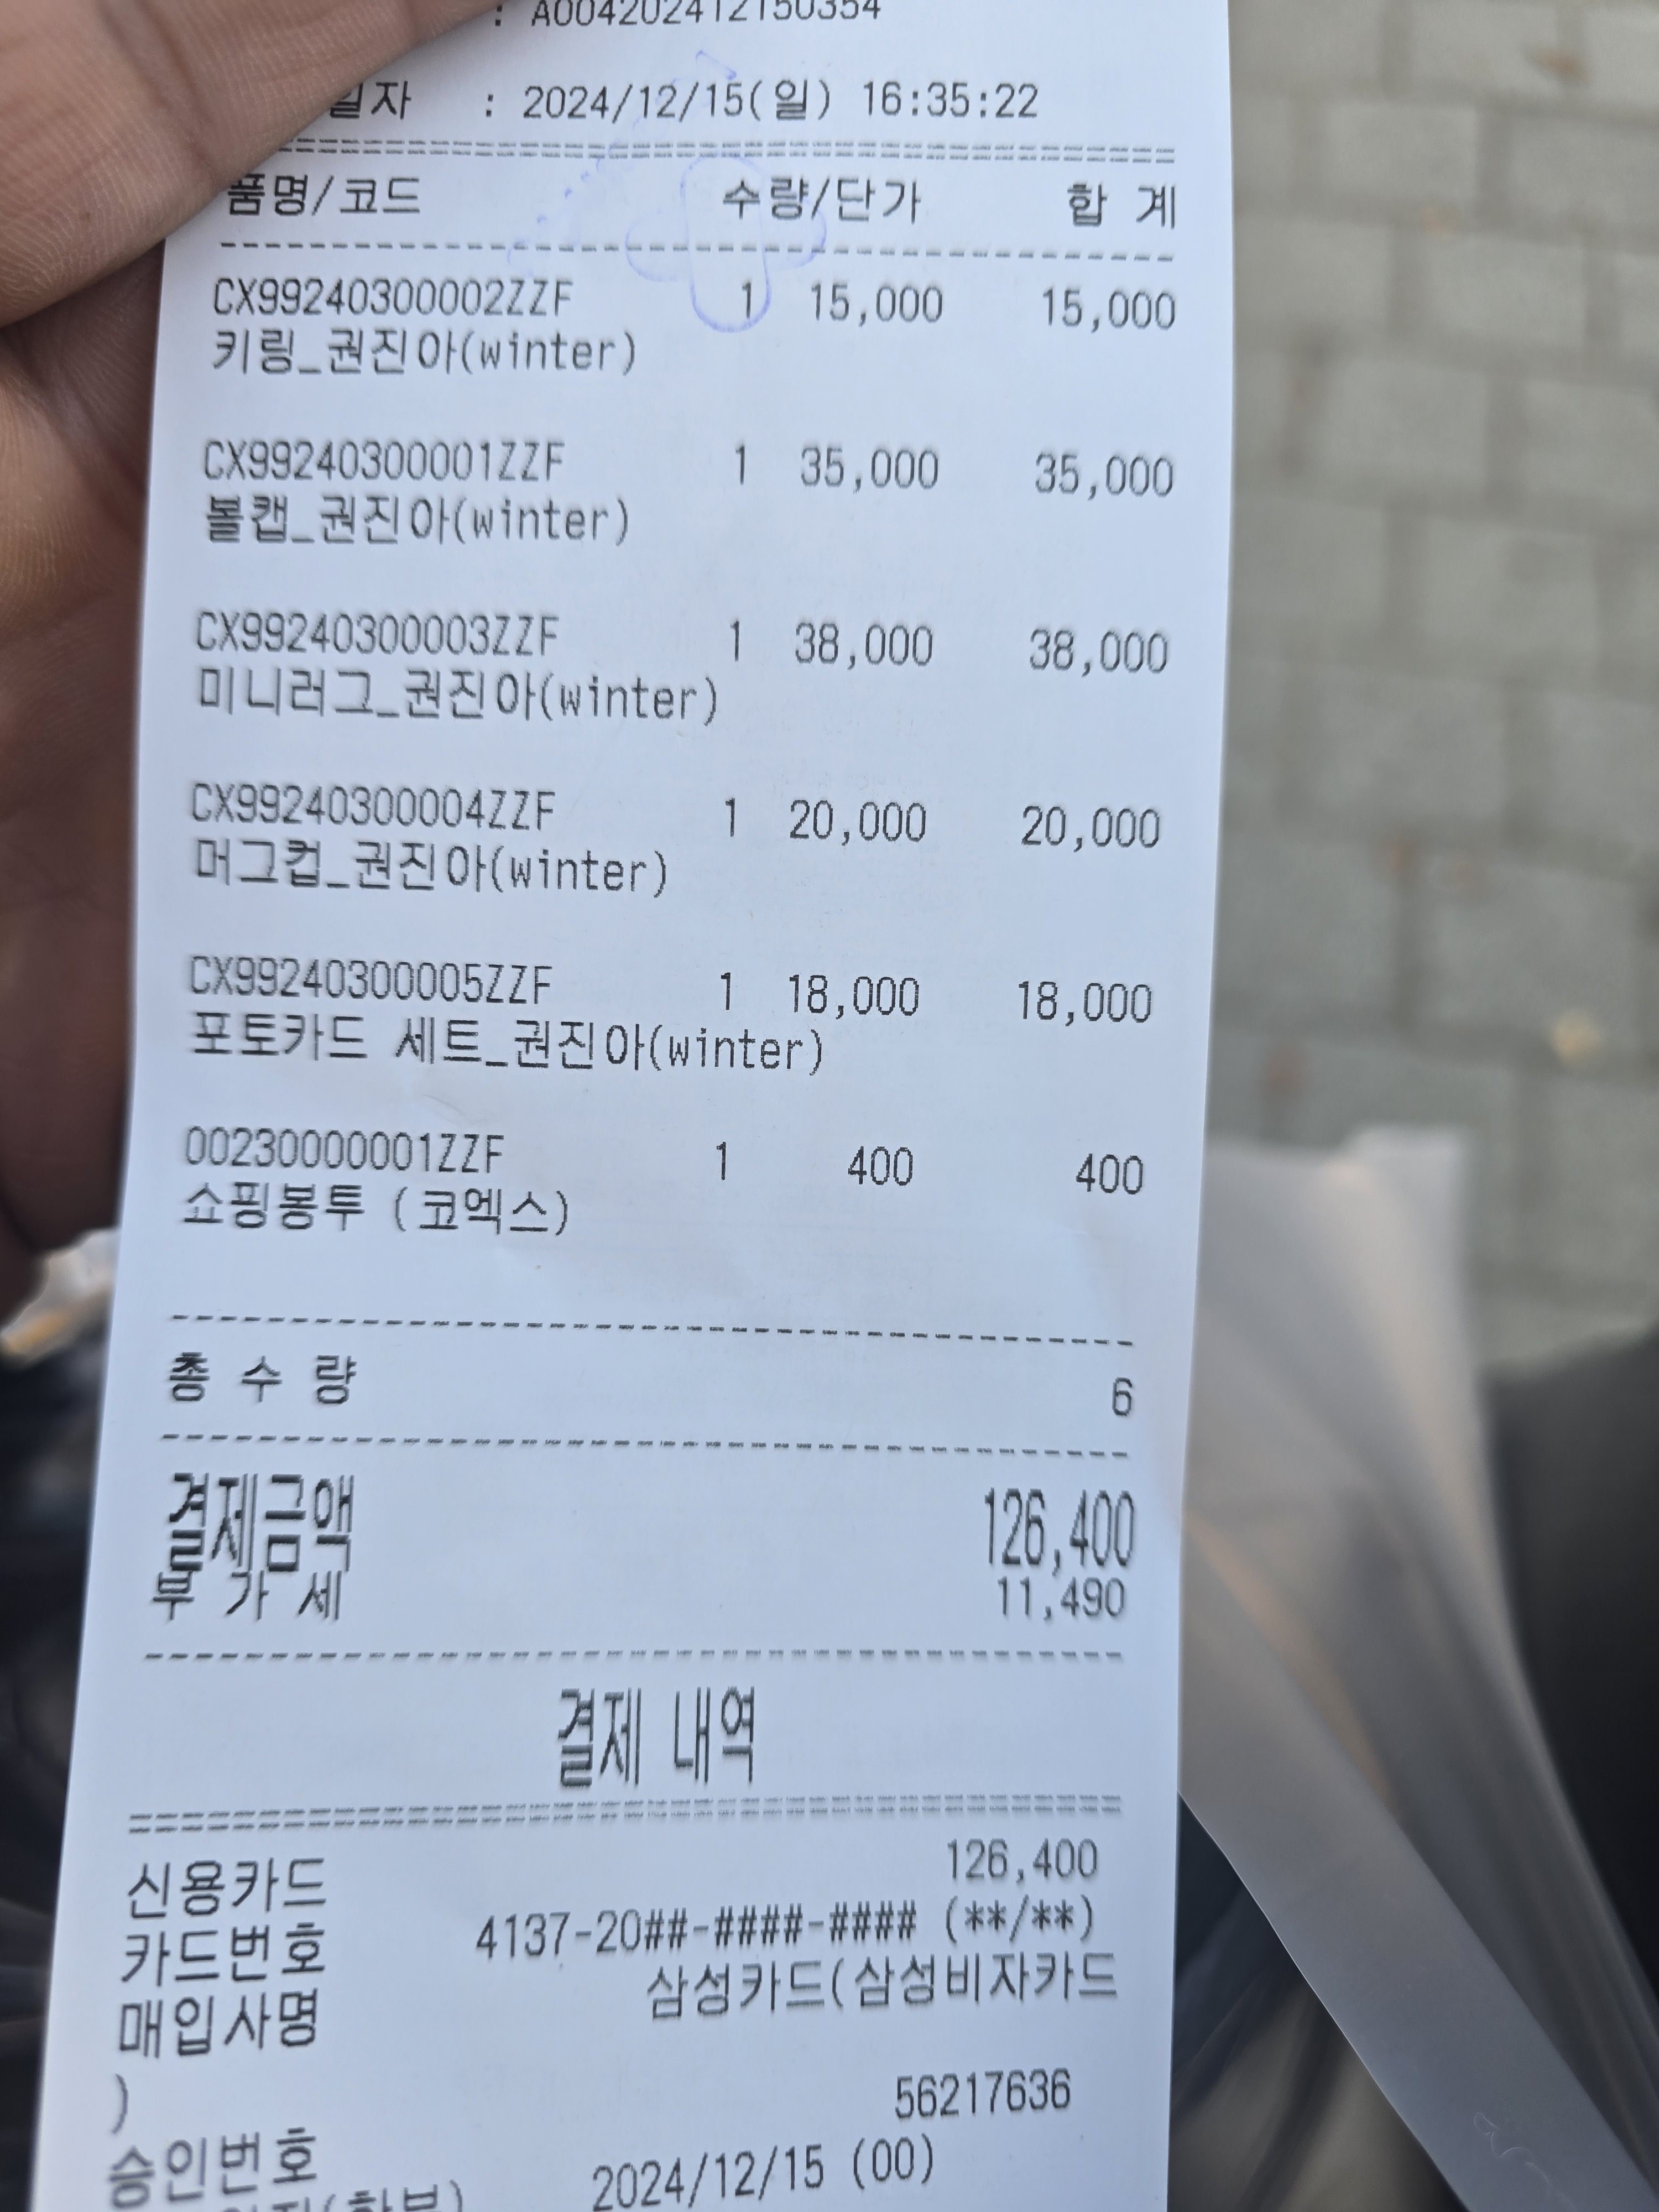 : A004202412150354
일자 : 2024/12/15(일) 16:35:22
품명/코드 수량/단가 합 계
CX99240300002ZZF 1 15,000 15,000
키링_권진아(winter)
CX99240300001ZZF 1 35,000 35,000
볼캡_권진아(winter)
CX99240300003ZZF 1 38,000 38,000
미니러그_권진아(winter)
CX99240300004ZZF 1 20,000 20,000
머그컵_권진아(winter)
CX99240300005ZZF 1 18,000 18,000
포토카드 세트_권진아(winter)
00230000001ZZF 1 400 400
쇼핑봉투 (코엑스)
총 수 량 6
결제금액 126,400
부 가 세 11,490
결제 내역
신용카드 126,400
카드번호 4137-20##-####-#### (**/**)
매입사명 삼성카드(삼성비자카드
)
승인번호 56217636
2024/12/15 (00)